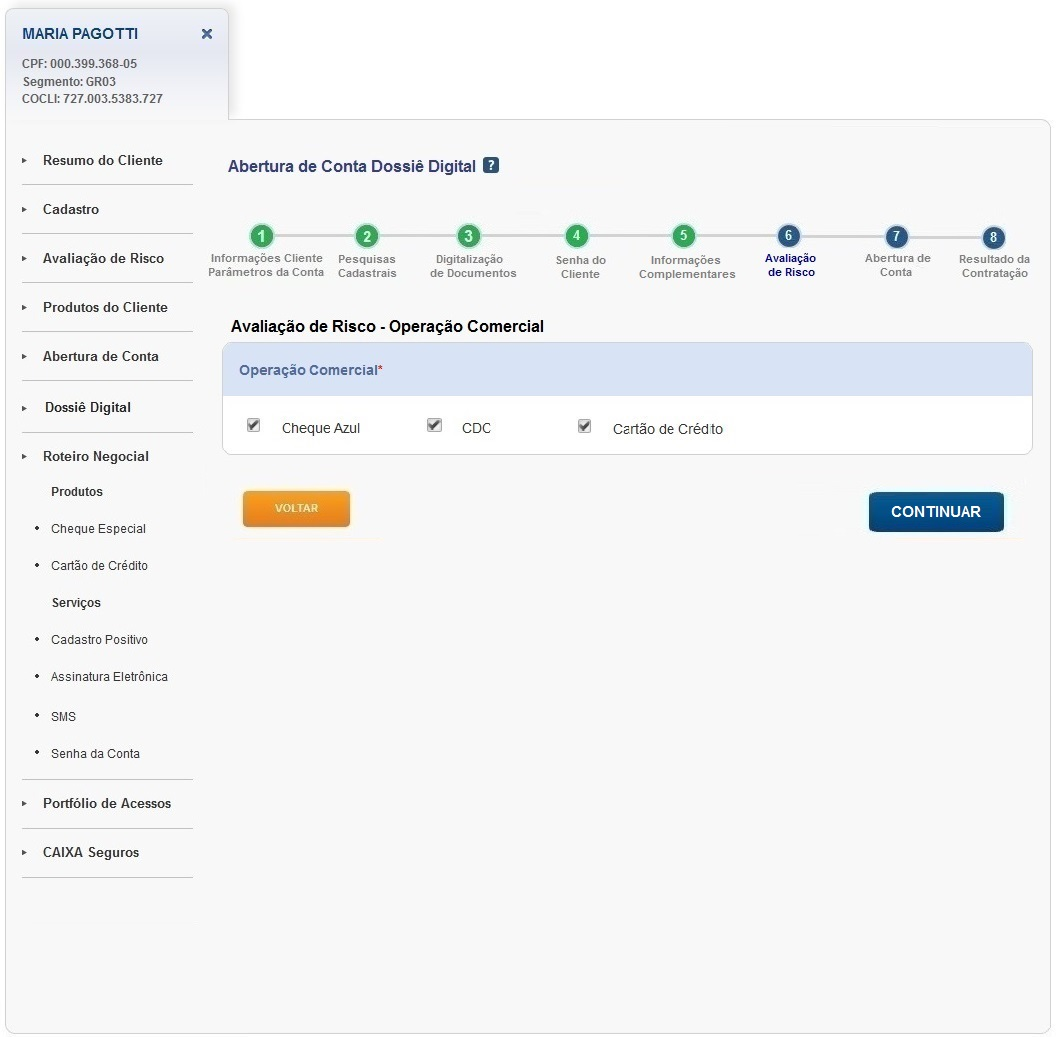 MARIA PAGOTTI
CPF: 000.399.368-05
Segmento: GR03
COCLI: 727.003.5383.727
Resumo do Cliente
Cadastro
Avaliação de Risco
Produtos do Cliente
Abertura de Conta
Dossiê Digital
Roteiro Negocial
Produtos
Cheque Especial
Cartão de Crédito
Serviços
Cadastro Positivo
Assinatura Eletrônica
SMS
Senha da Conta
Portfólio de Acessos
CAIXA Seguros
Abertura de Conta Dossiê Digital ?
1
Informações Cliente
Parâmetros da Conta
2
Pesquisas
Cadastrais
3
Digitalização
de Documentos
4
Senha do
Cliente
5
Informações
Complementares
6
Avaliação
de Risco
7
Abertura de
Conta
8
Resultado da
Contratação
Avaliação de Risco - Operação Comercial
Operação Comercial*
Cheque Azul CDC Cartão de Crédito
VOLTAR CONTINUAR